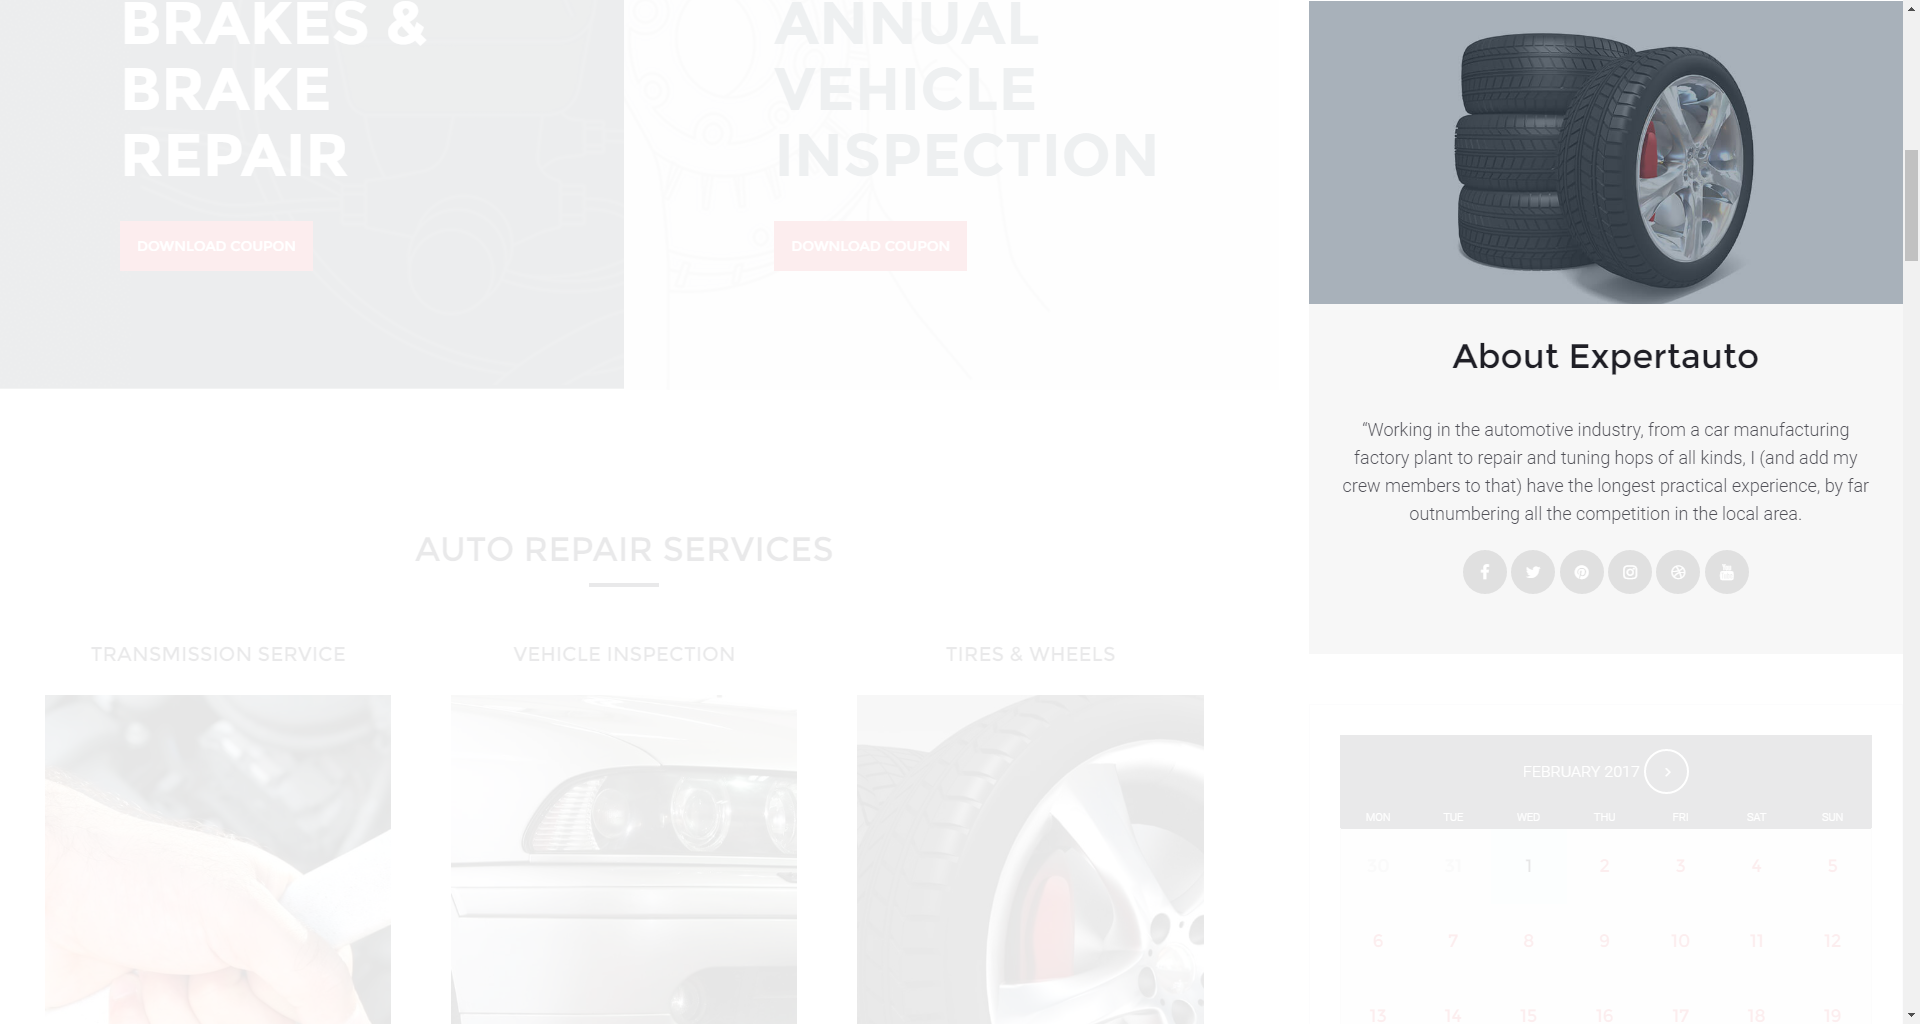 BRAKES &
BRAKE
REPAIR
DOWNLOAD COUPON
ANNUAL
VEHICLE
INSPECTION
DOWNLOAD COUPON
AUTO REPAIR SERVICES
TRANSMISSION SERVICE
VEHICLE INSPECTION
TIRES & WHEELS
About Expertauto
“Working in the automotive industry, from a car manufacturing
factory plant to repair and tuning hops of all kinds, I (and add my
crew members to that) have the longest practical experience, by far
outnumbering all the competition in the local area.
FEBRUARY 2017
MON TUE WED THU FRI SAT SUN
30 31 1 2 3 4 5
6 7 8 9 10 11 12
13 14 15 16 17 18 19